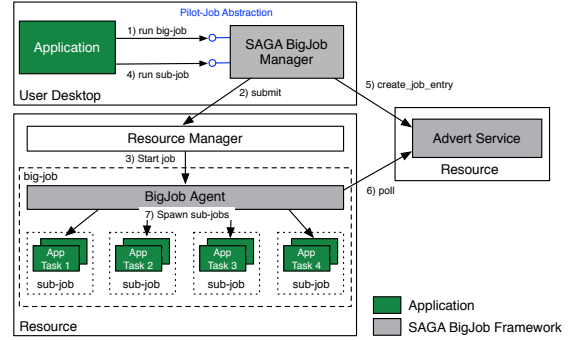 Pilot-Job Abstraction
Application
1) run big-job
4) run sub-job
SAGA BigJob
Manager
User Desktop
2) submit
5) create_job_entry
Resource Manager
3) Start job
Advert Service
Resource
big-job
BigJob Agent
6) poll
7) Spawn sub-jobs
App
Task 1
App
Task 2
App
Task 3
App
Task 4
sub-job
sub-job
sub-job
sub-job
Resource
Application
SAGA BigJob Framework